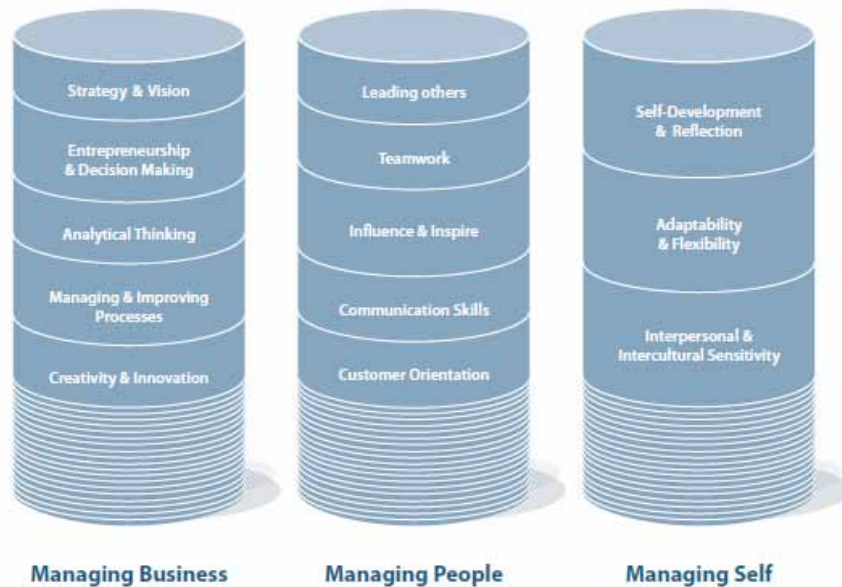 Strategy & Vision
Entrepreneurship
& Decision Making
Analytical Thinking
Managing & Improving
Processes
Creativity & Innovation
Managing Business
Leading others
Teamwork
Influence & Inspire
Communication Skills
Customer Orientation
Managing People
Self-Development
& Reflection
Adaptability
& Flexibility
Interpersonal &
Intercultural Sensitivity
Managing Self